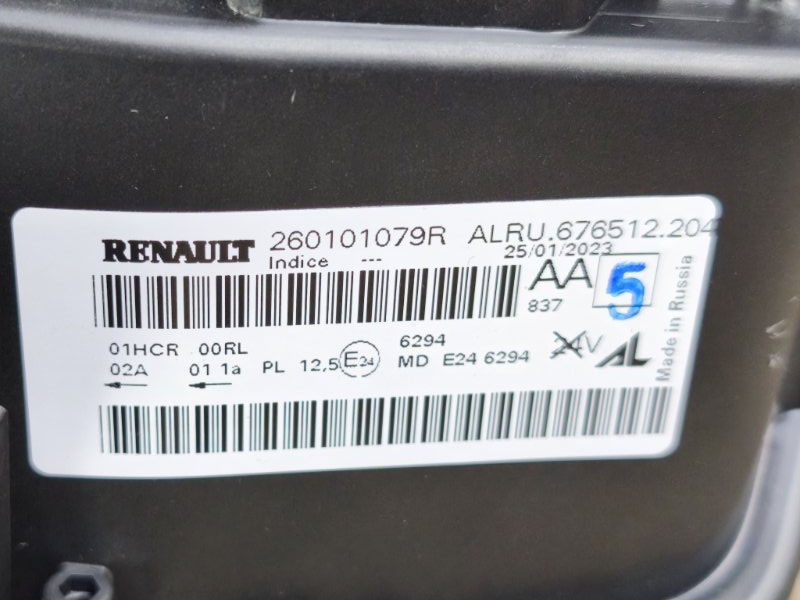 RENAULT 260101079R ALRU.676512.204
Indice --- 25/01/2023
AA 5
837
01HCR 00RL 6294
02A 01 1a PL 12,5 E24 MD E24 6294 24V AL
Made in Russia